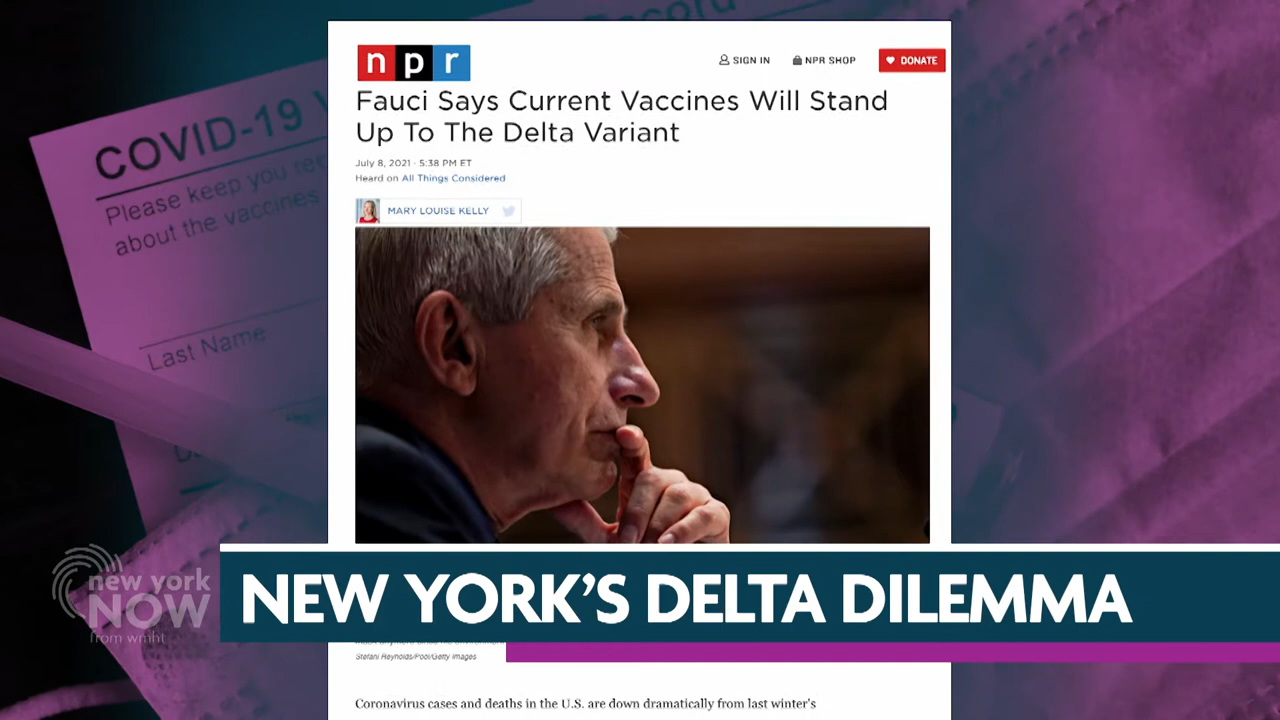 npr
SIGN IN
NPR SHOP
DONATE
Fauci Says Current Vaccines Will Stand
Up To The Delta Variant
July 8, 2021 · 5:38 PM ET
Heard on All Things Considered
MARY LOUISE KELLY
COVID-19
Please keep
about the vaccines
Last Name
new york
NOW
from wmht
NEW YORK'S DELTA DILEMMA
Stefani Reynolds/Pool/Getty Images
Coronavirus cases and deaths in the U.S. are down dramatically from last winter's